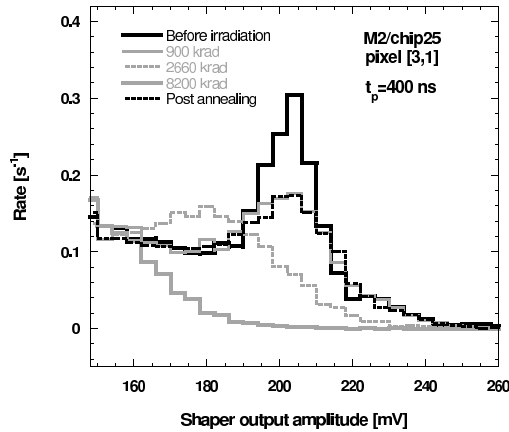 0.4
Before irradiation
900 krad
2660 krad
8200 krad
Post annealing
M2/chip25
pixel [3,1]
tp=400 ns
0.3
0.2
0.1
0
Rate [s-1]
160 180 200 220 240 260
Shaper output amplitude [mV]